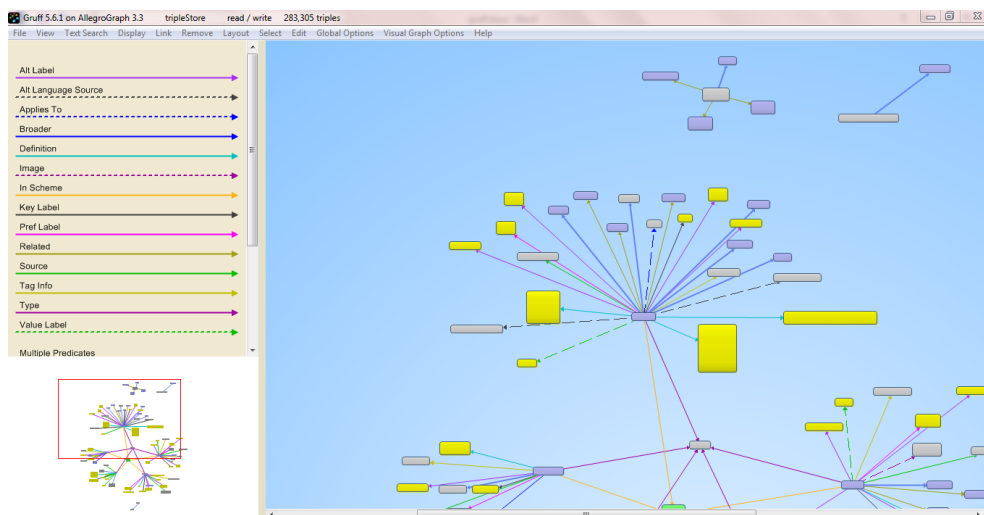 Gruff 5.6.1 on AllegroGraph 3.3 tripleStore read / write 283,305 triples
File View Text Search Display Link Remove Layout Select Edit Global Options Visual Graph Options Help
Alt Label
Alt Language Source
Applies To
Broader
Definition
Image
In Scheme
Key Label
Pref Label
Related
Source
Tag Info
Type
Value Label
Multiple Predicates